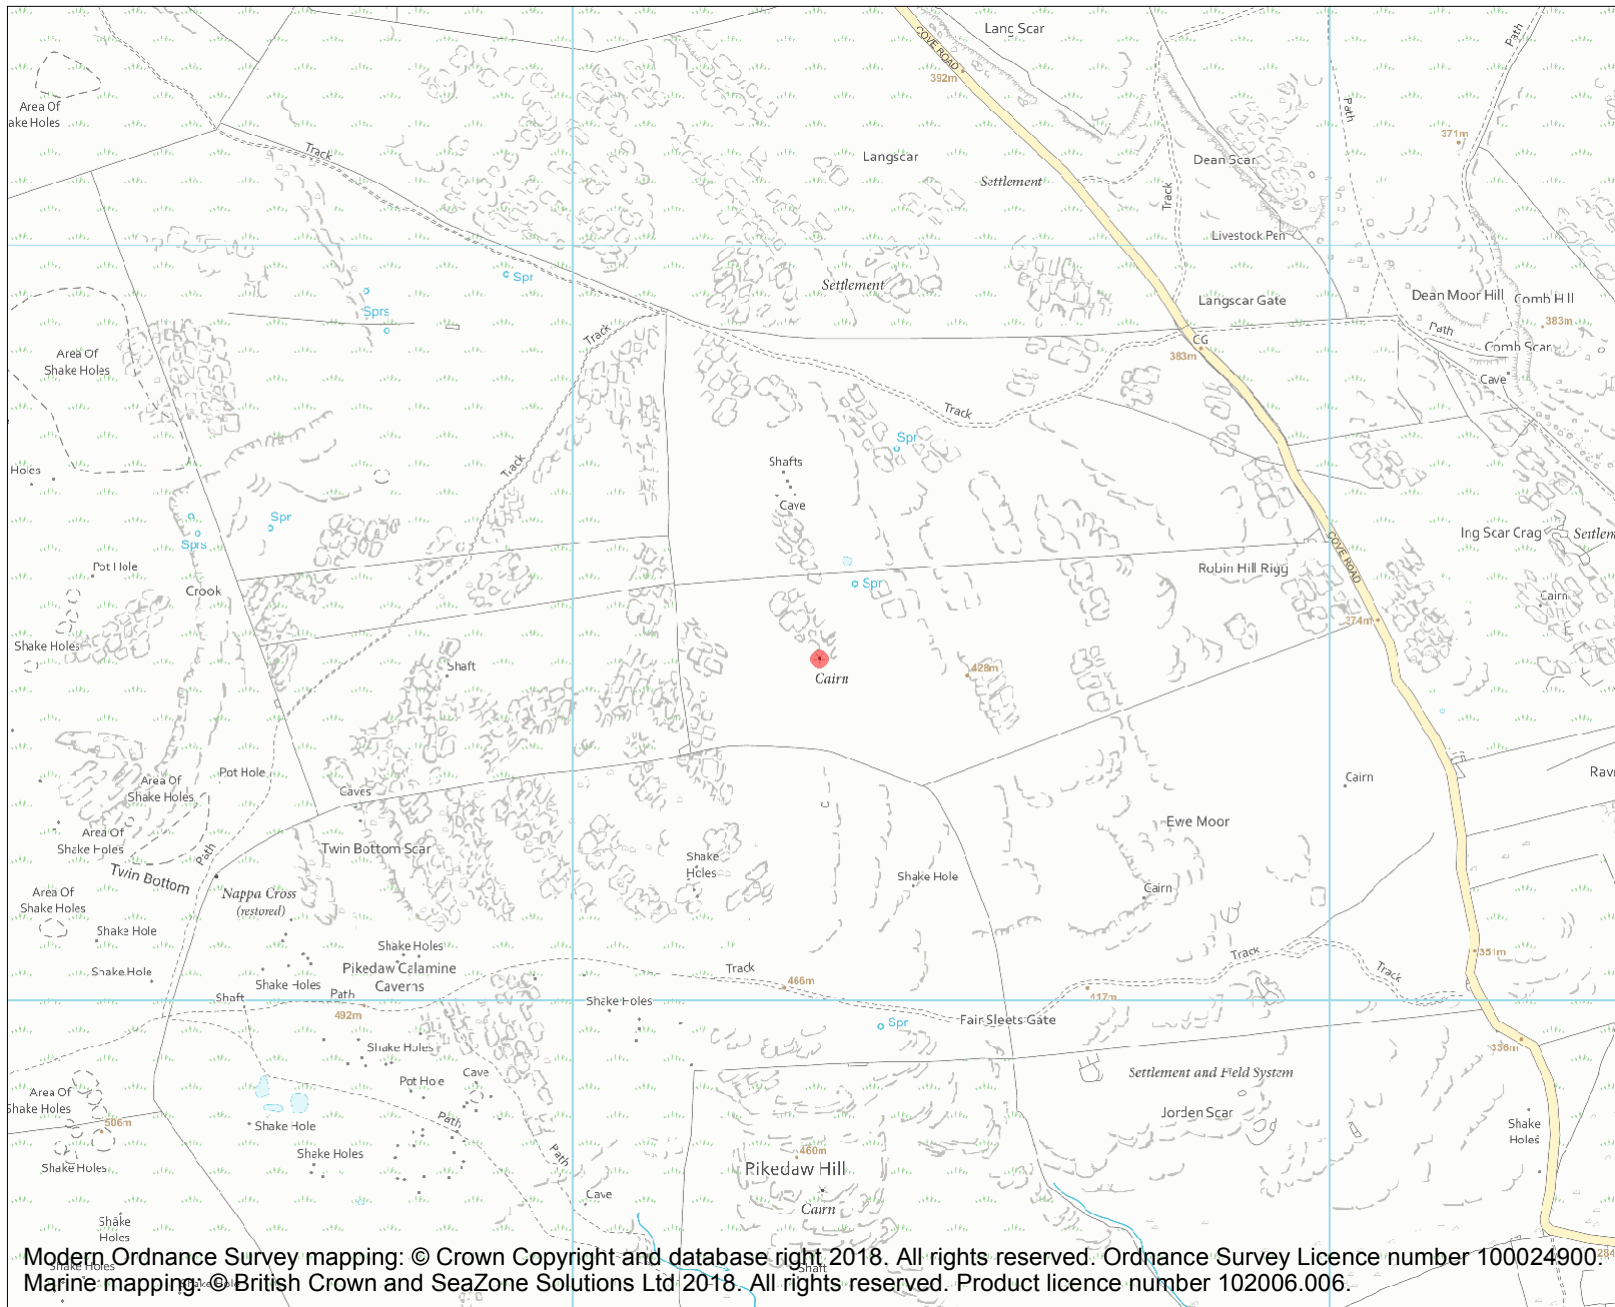 Lang Scar
Path
COVE ROAD
392m
Area Of
ake Holes
Path
371m
Track
Langscar
Dean Scar
Settlement
Track
Livestock Pen
Spr
Settlement
Langscar Gate
Dean Moor Hill
Comb Hill
Sprs
383m
Track
Path
CG
Comb Scar
383m
Area Of
Shake Holes
Cave
Track
Spr
Shafts
Holes
Track
Cave
Spr
Sprs
Ing Scar Crag
Settlem
COVE ROAD
Pot Hole
Robin Hill Rigg
Spr
Crook
Cairn
374m
Shake Holes
Shaft
428m
Cairn
Pot Hole
Area Of
Shake Holes
Cairn
Rav
Caves
Ewe Moor
Area Of
Shake Holes
Twin Bottom Scar
Path
Shake
Holes
Twin Bottom
Shake Hole
Nappa Cross
(restored)
Cairn
Area Of
Shake Holes
Shake Hole
Shake Holes
Track
351m
Shake Hole
Pikedaw Calamine
Caverns
Track
Track
Shake Holes
466m
Path
Shaft
417m
Shake Holes
492m
Spr
Fair Sleets Gate
Shake Holes
336m
Cave
Pot Hole
Settlement and Field System
Area Of
Shake Holes
Jorden Scar
506m
Path
Shake Hole
Shake
Holes
Shake Holes
460m
Path
Shake Holes
Pikedaw Hill
Cave
Cairn
Shake
Holes
284
Modern Ordnance Survey mapping: © Crown Copyright and database right 2018. All rights reserved. Ordnance Survey Licence number 100024900.
Shake Holes
Shaft
Marine mapping: © British Crown and SeaZone Solutions Ltd 2018. All rights reserved. Product licence number 102006.006.
Shake Hole